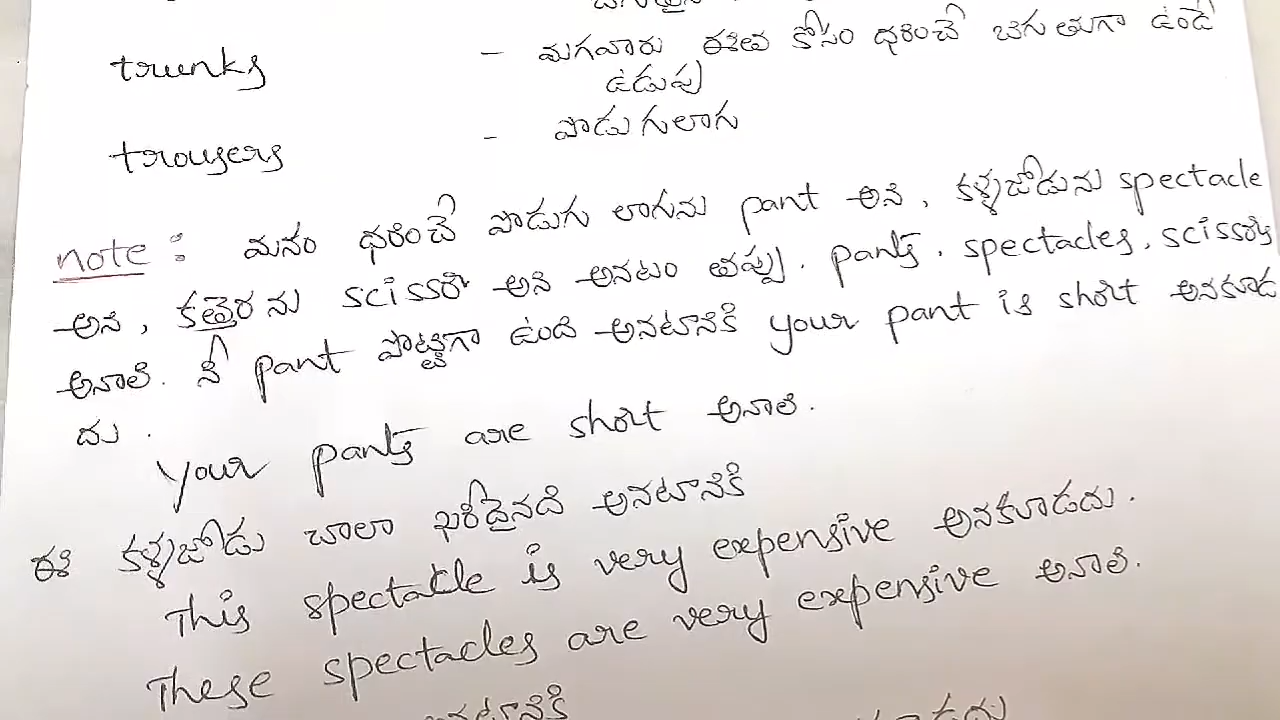 trunks - మగవారు ఈత కోసం ధరించే బిగుతుగా ఉండే
ఉడుపు
trousers - పొడుగులాగు
note : మనం ధరించే పొడుగు లాగును pant అని, కళ్ళజోడును spectacle
అని, కత్తెరను scissor అని అనటం తప్పు. pants, spectacles, scissors
అనాలి. నీ pant పొట్టిగా ఉంది అనటానికి your pant is short అనకూడ
దు.
your pants are short అనాలి.
ఈ కళ్ళజోడు చాలా ఖరీదైనది అనటానికి
This spectacle is very expensive అనకూడదు.
These spectacles are very expensive అనాలి.
అనటానికి